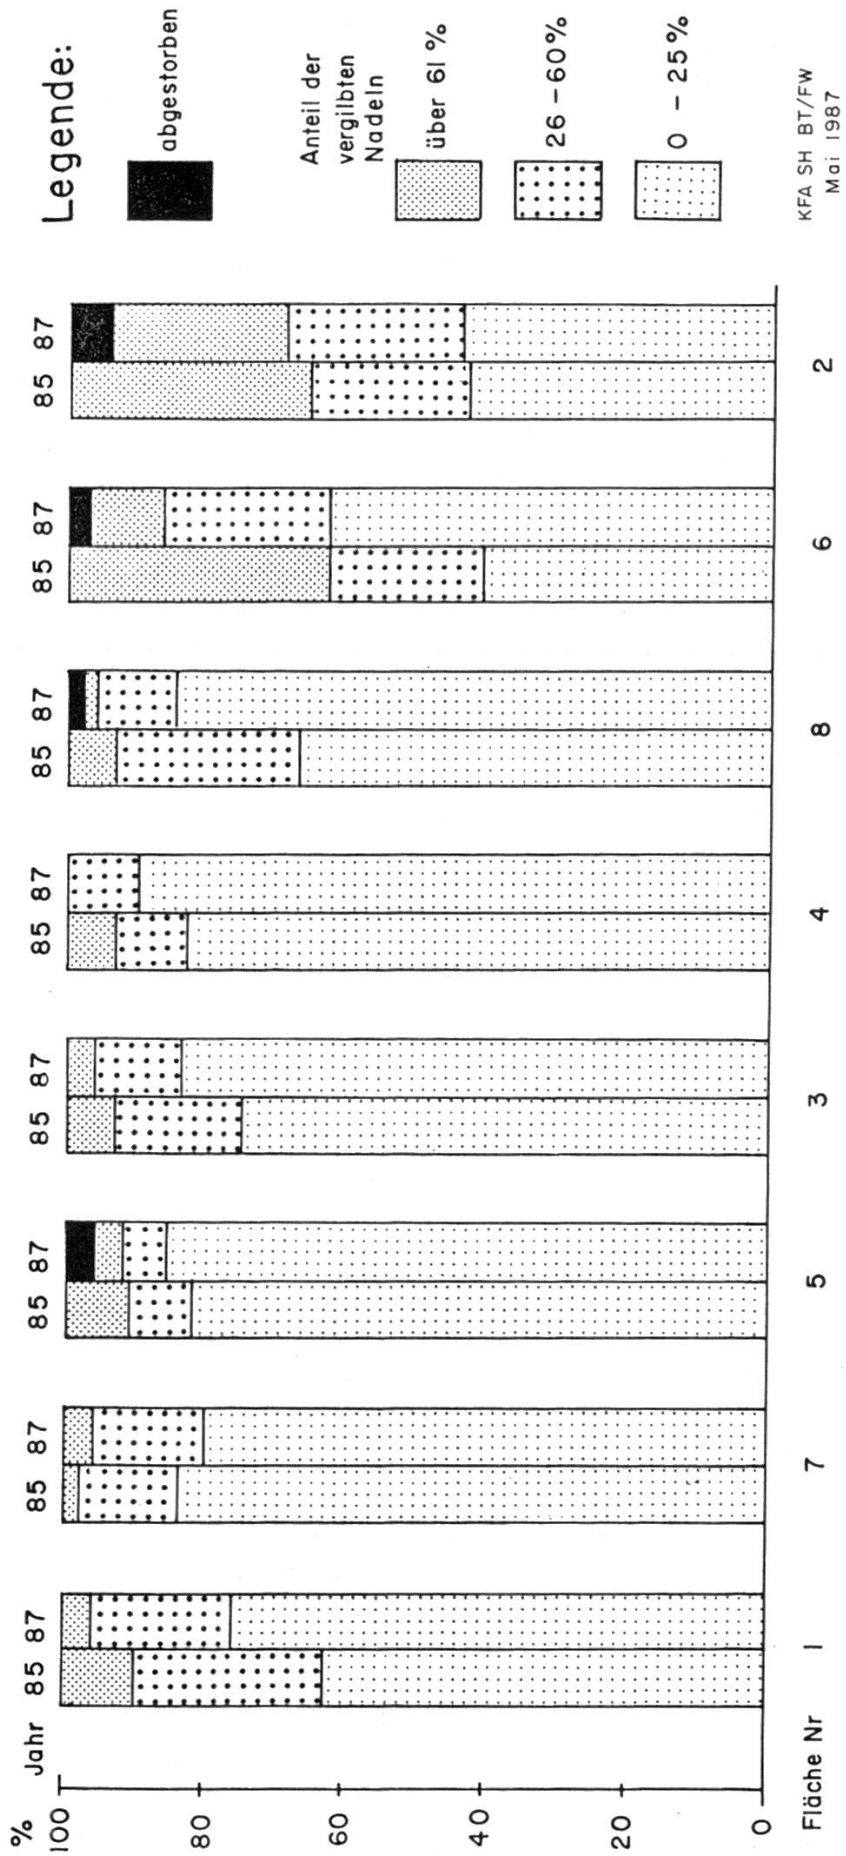 %
Jahr
100
80
60
40
20
0
85 87
85 87
85 87
85 87
85 87
85 87
85 87
85 87
Fläche Nr
1
7
5
3
4
8
6
2
Legende:
abgestorben
Anteil der
vergilbten
Nadeln
über 61 %
26 – 60%
0 – 25%
KFA SH BT/FW
Mai 1987